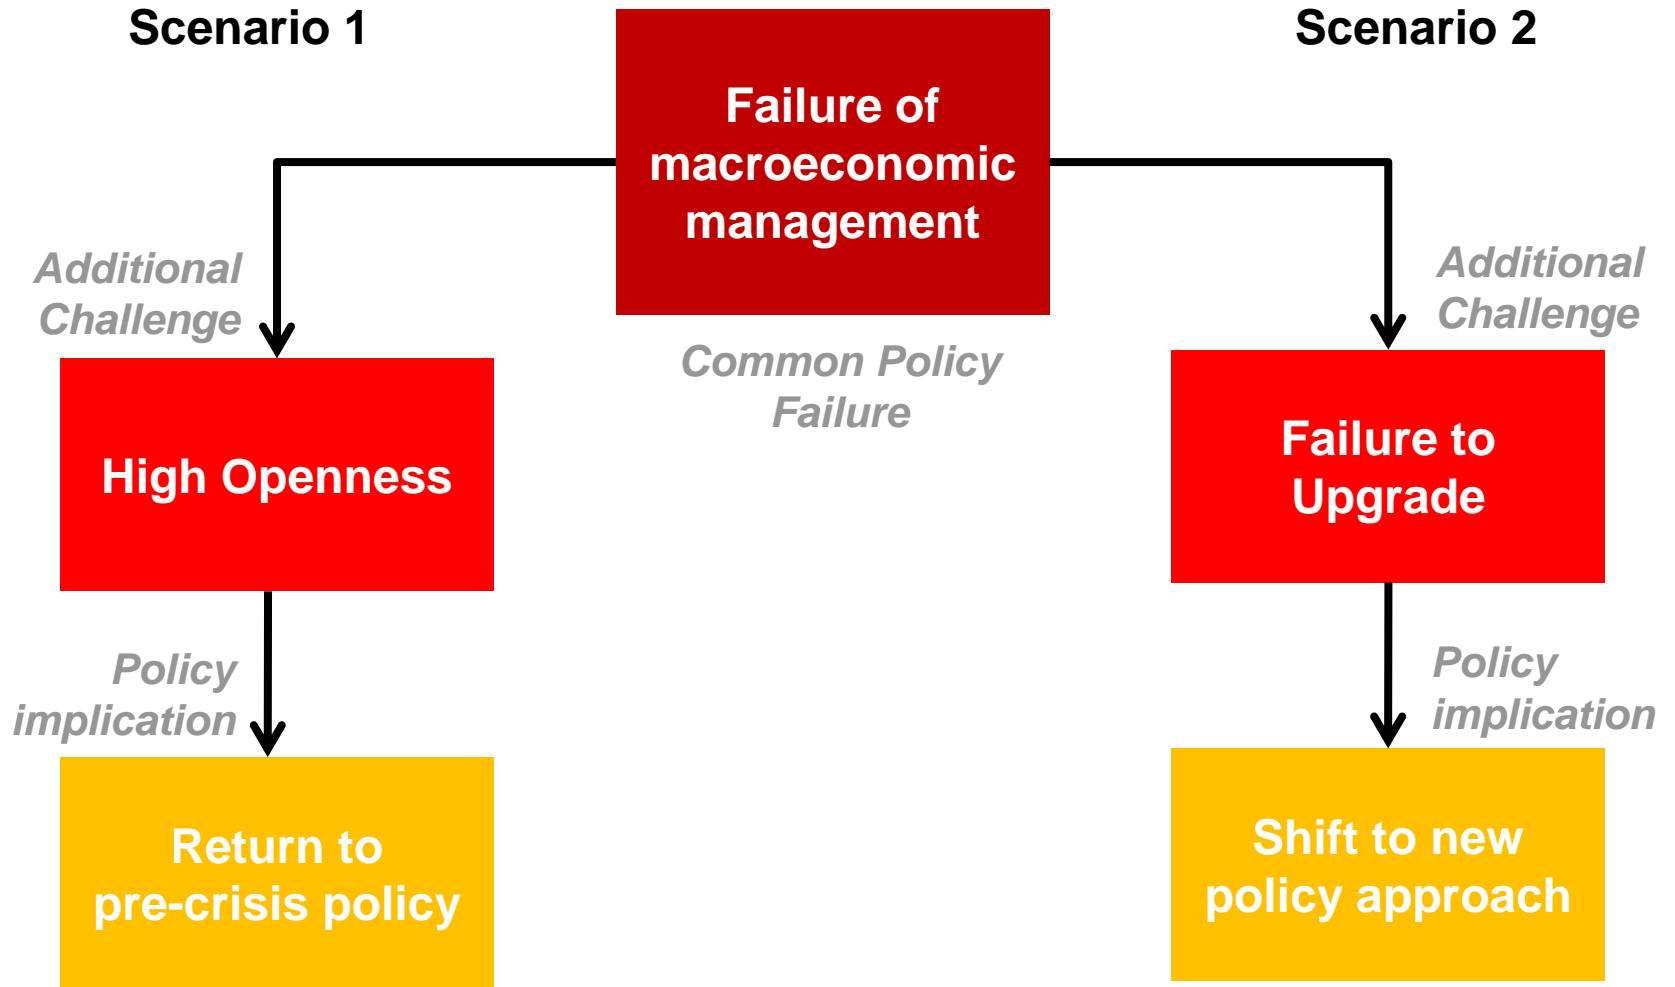 Scenario 1
Scenario 2
Failure of
macroeconomic
management
Common Policy
Failure
Additional
Challenge
High Openness
Policy
implication
Return to
pre-crisis policy
Additional
Challenge
Failure to
Upgrade
Policy
implication
Shift to new
policy approach